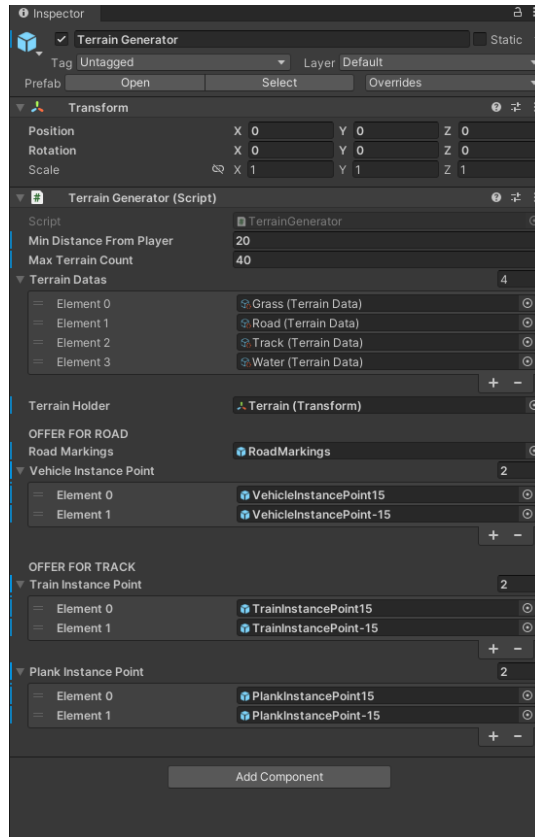 Inspector
Terrain Generator Static
Tag Untagged Layer Default
Prefab Open Select Overrides
Transform
Position X 0 Y 0 Z 0
Rotation X 0 Y 0 Z 0
Scale X 1 Y 1 Z 1
# Terrain Generator (Script)
Script TerrainGenerator
Min Distance From Player 20
Max Terrain Count 40
Terrain Datas 4
= Element 0 Grass (Terrain Data)
= Element 1 Road (Terrain Data)
= Element 2 Track (Terrain Data)
= Element 3 Water (Terrain Data)
+ −
Terrain Holder Terrain (Transform)
OFFER FOR ROAD
Road Markings RoadMarkings
Vehicle Instance Point 2
= Element 0 VehicleInstancePoint15
= Element 1 VehicleInstancePoint-15
+ −
OFFER FOR TRACK
Train Instance Point 2
= Element 0 TrainInstancePoint15
= Element 1 TrainInstancePoint-15
+ −
Plank Instance Point 2
= Element 0 PlankInstancePoint15
= Element 1 PlankInstancePoint-15
+ −
Add Component